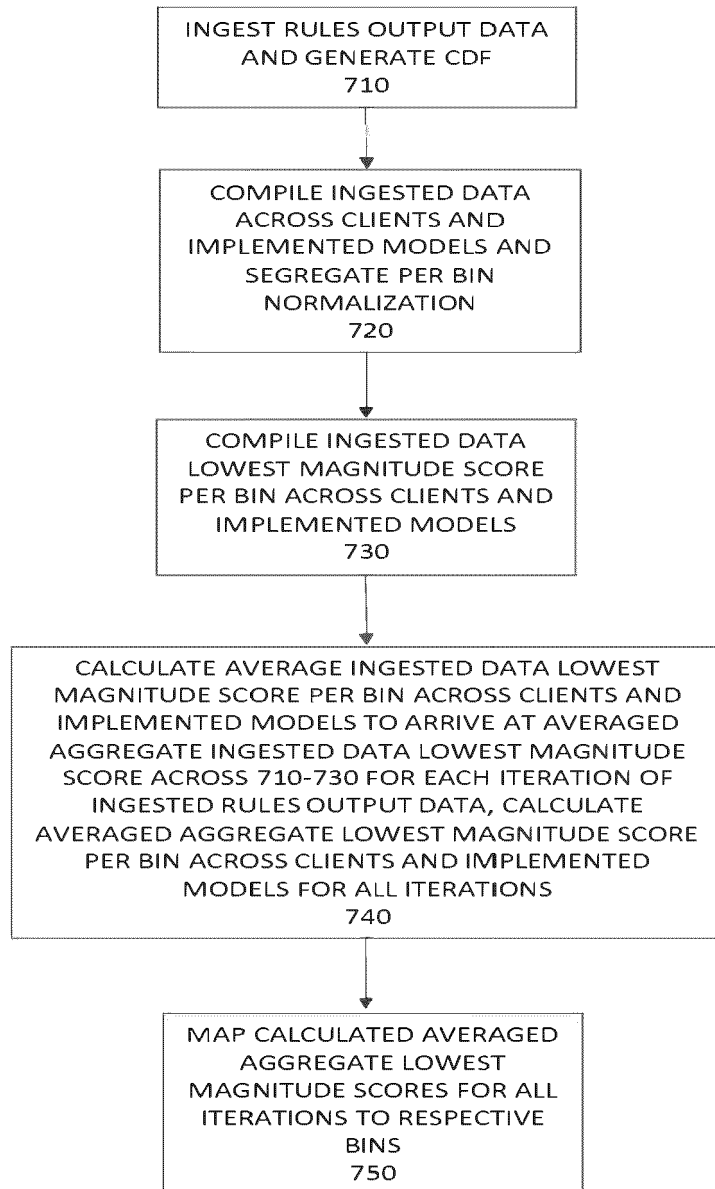 INGEST RULES OUTPUT DATA
AND GENERATE CDF
710
COMPILE INGESTED DATA
ACROSS CLIENTS AND
IMPLEMENTED MODELS AND
SEGREGATE PER BIN
NORMALIZATION
720
COMPILE INGESTED DATA
LOWEST MAGNITUDE SCORE
PER BIN ACROSS CLIENTS AND
IMPLEMENTED MODELS
730
CALCULATE AVERAGE INGESTED DATA LOWEST
MAGNITUDE SCORE PER BIN ACROSS CLIENTS AND
IMPLEMENTED MODELS TO ARRIVE AT AVERAGED
AGGREGATE INGESTED DATA LOWEST MAGNITUDE
SCORE ACROSS 710-730 FOR EACH ITERATION OF
INGESTED RULES OUTPUT DATA, CALCULATE
AVERAGED AGGREGATE LOWEST MAGNITUDE SCORE
PER BIN ACROSS CLIENTS AND IMPLEMENTED
MODELS FOR ALL ITERATIONS
740
MAP CALCULATED AVERAGED
AGGREGATE LOWEST
MAGNITUDE SCORES FOR ALL
ITERATIONS TO RESPECTIVE
BINS
750